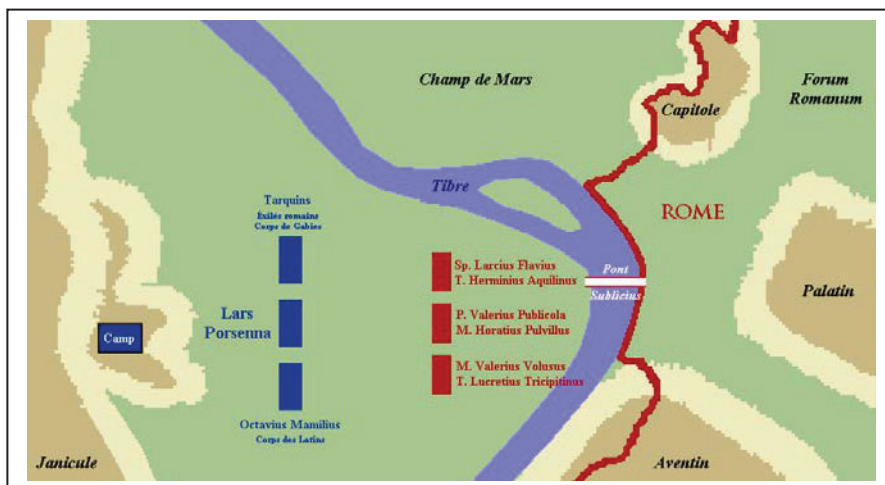 Champ de Mars
Capitole
Forum
Romanum
Tibre
Tarquins
Exilés romains
Corps de Gabies
ROME
Sp. Larcius Flavius
T. Herminius Aquilinus
Pont
Sublicius
Palatin
Lars
Porsenna
P. Valerius Publicola
M. Horatius Pulvillus
Camp
M. Valerius Volusus
T. Lucretius Tricipitinus
Octavius Mamilius
Corps des Latins
Janicule
Aventin